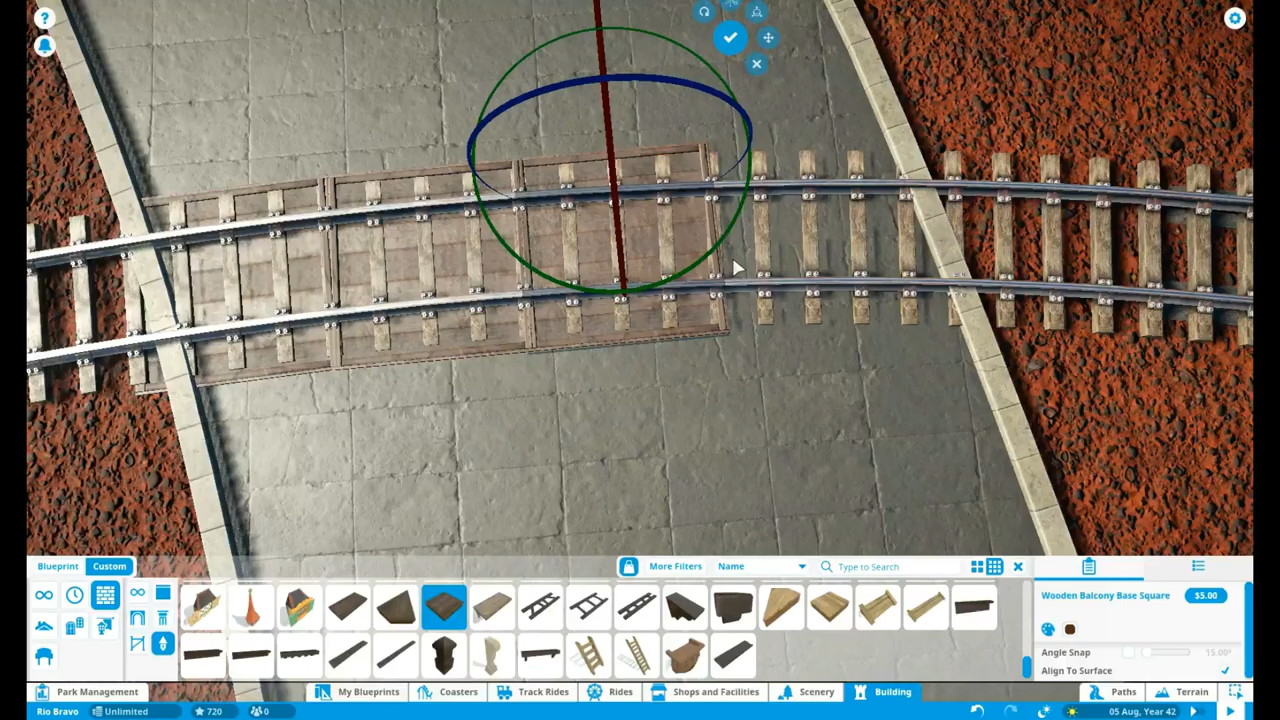 ?
Blueprint
Custom
More Filters
Name
Type to Search
Wooden Balcony Base Square
$5.00
Angle Snap
15.00°
Align To Surface
Park Management
My Blueprints
Coasters
Track Rides
Rides
Shops and Facilities
Scenery
Building
Paths
Terrain
Rio Bravo
Unlimited
720
0
05 Aug, Year 42